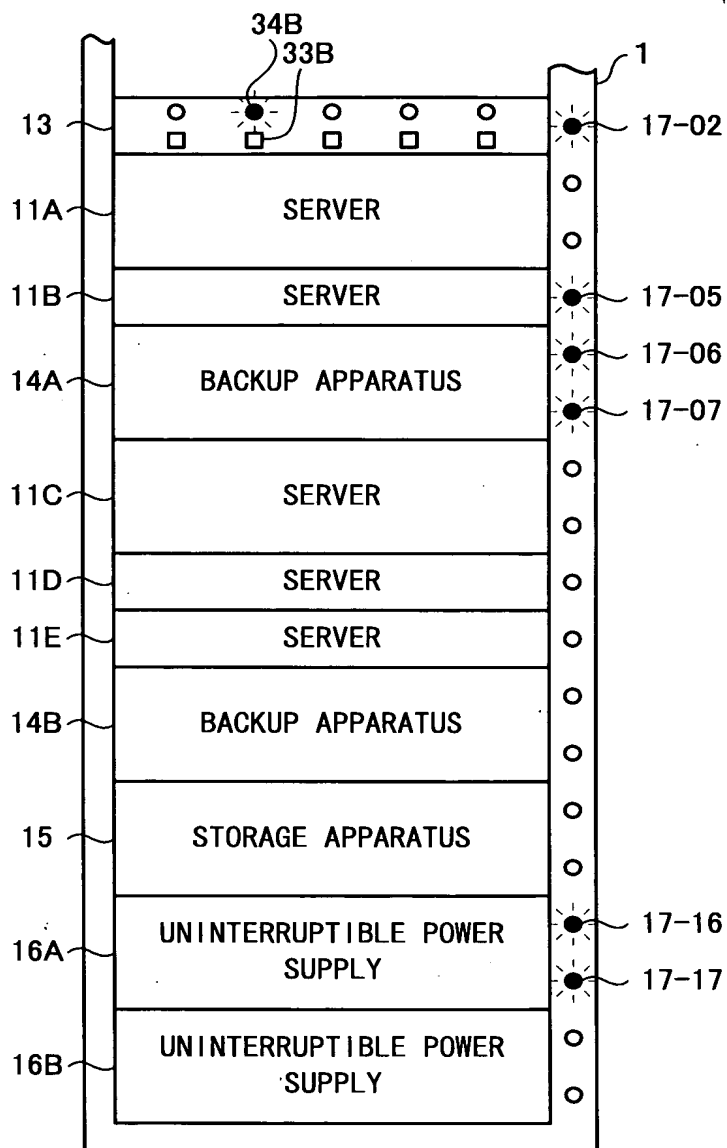 34B
33B
1
13
17-02
11A
SERVER
11B
SERVER
17-05
17-06
14A
BACKUP APPARATUS
17-07
11C
SERVER
11D
SERVER
11E
SERVER
14B
BACKUP APPARATUS
15
STORAGE APPARATUS
17-16
16A
UNINTERRUPTIBLE POWER
SUPPLY
17-17
16B
UNINTERRUPTIBLE POWER
SUPPLY